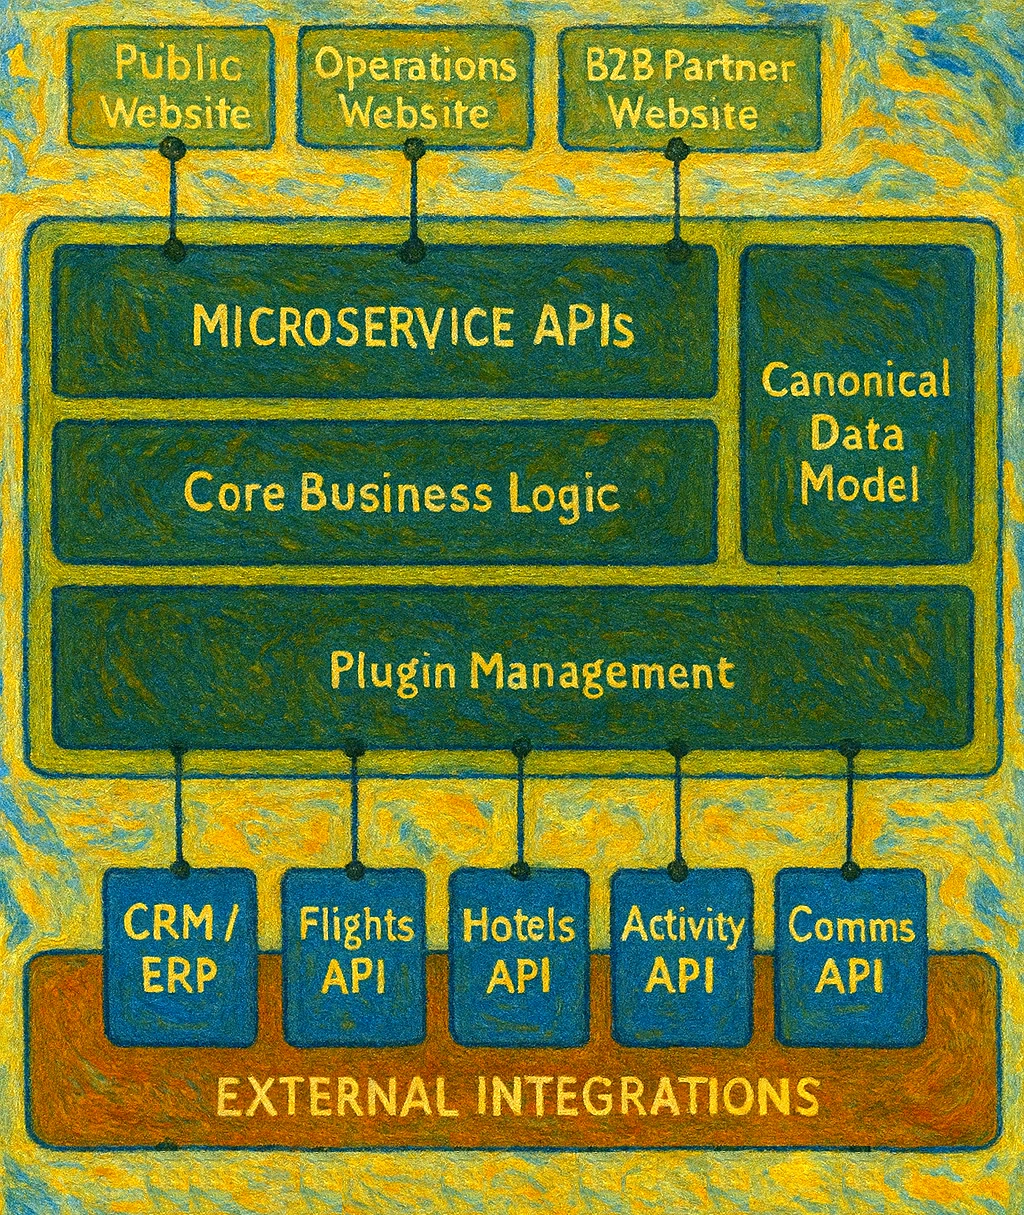 Public
Website
Operations
Website
B2B Partner
Website
MICROSERVICE APIs
Canonical
Data
Model
Core Business Logic
Plugin Management
CRM /
ERP
Flights
API
Hotels
API
Activity
API
Comms
API
EXTERNAL INTEGRATIONS